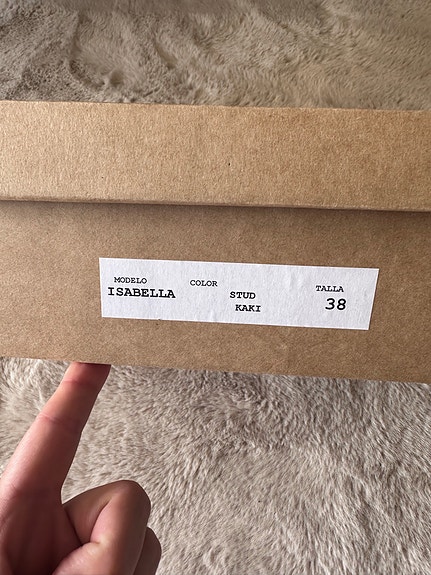 MODELO COLOR TALLA
ISABELLA STUD 38
KAKI